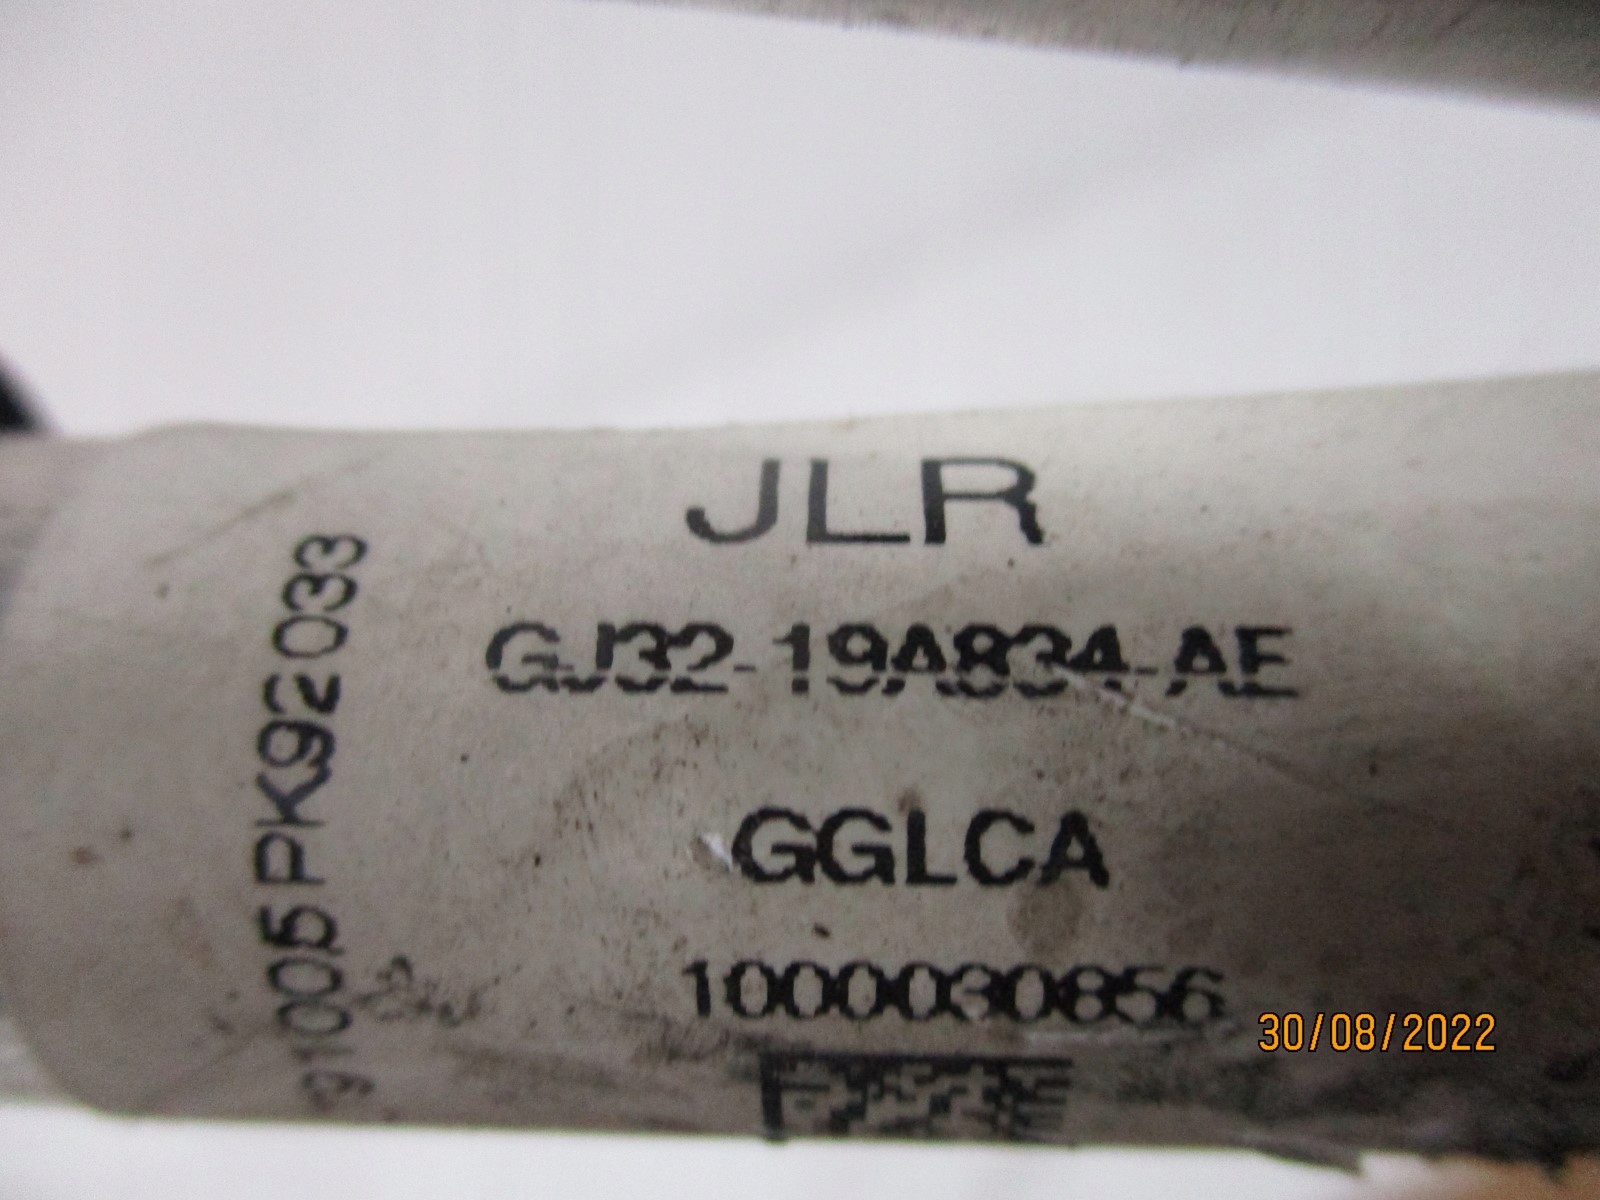 JLR
GJ32-19A834-AE
GGLCA
1000030856
91005PK92033
30/08/2022